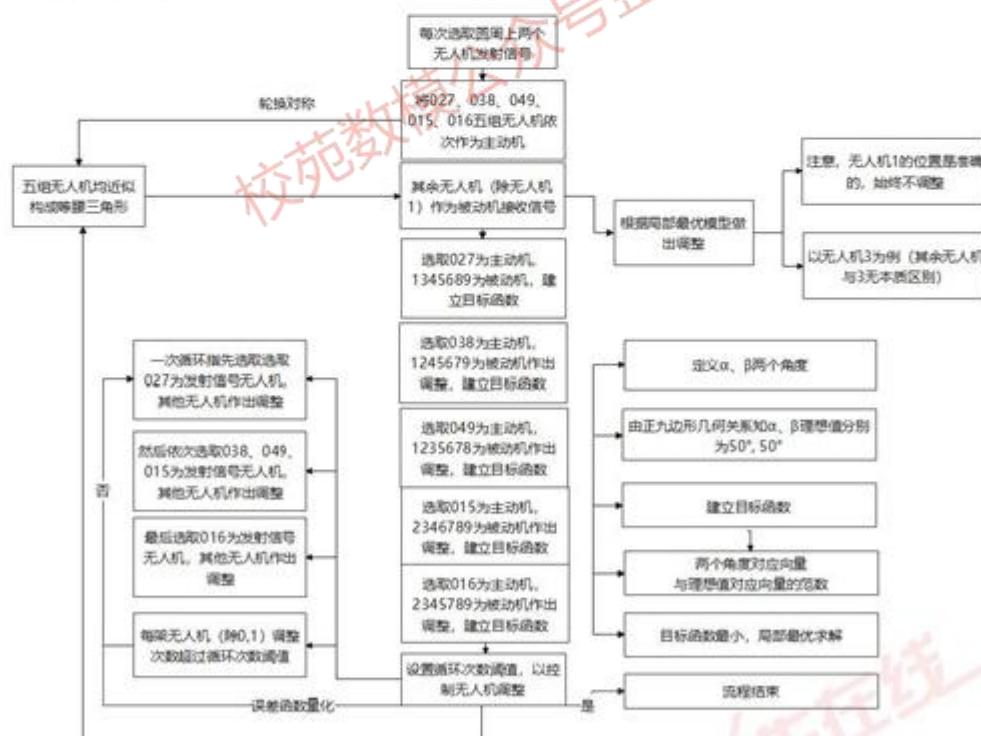 每次选取圆周上两个
无人机发射信号
轮换对称
将027、038、049、
015、016五组无人机依
次作为主动机
五组无人机均近似
构成等腰三角形
其余无人机（除无人机
1）作为被动机接收信号
根据局部最优模型做
出调整
注意，无人机1的位置是准确
的，始终不调整
以无人机3为例（其余无人机
与3无本质区别）
选取027为主动机，
1345689为被动机，建
立目标函数
选取038为主动机，
1245679为被动机作出
调整，建立目标函数
选取049为主动机，
1235678为被动机作出
调整，建立目标函数
选取015为主动机，
2346789为被动机作出
调整，建立目标函数
选取016为主动机，
2345789为被动机作出
调整，建立目标函数
设置循环次数阈值，以控
制无人机调整
一次循环指先选取选取
027为发射信号无人机，
其他无人机作出调整
然后依次选取038、049、
015为发射信号无人机，
其他无人机作出调整
最后选取016为发射信号
无人机，其他无人机作出
调整
每架无人机（除0,1）调整
次数超过循环次数阈值
否
误差函数量化
是
定义α、β两个角度
由正九边形几何关系知α、β理想值分别
为50°, 50°
建立目标函数
两个角度对应向量
与理想值对应向量的范数
目标函数最小，局部最优求解
流程结束
校苑数模公众号
在线